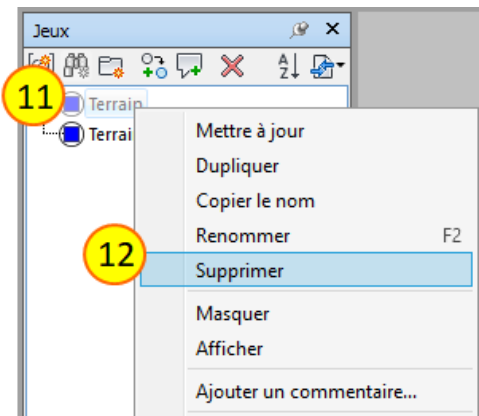 Jeux
11
Terrain
Terrai
Mettre à jour
Dupliquer
Copier le nom
Renommer F2
12
Supprimer
Masquer
Afficher
Ajouter un commentaire...